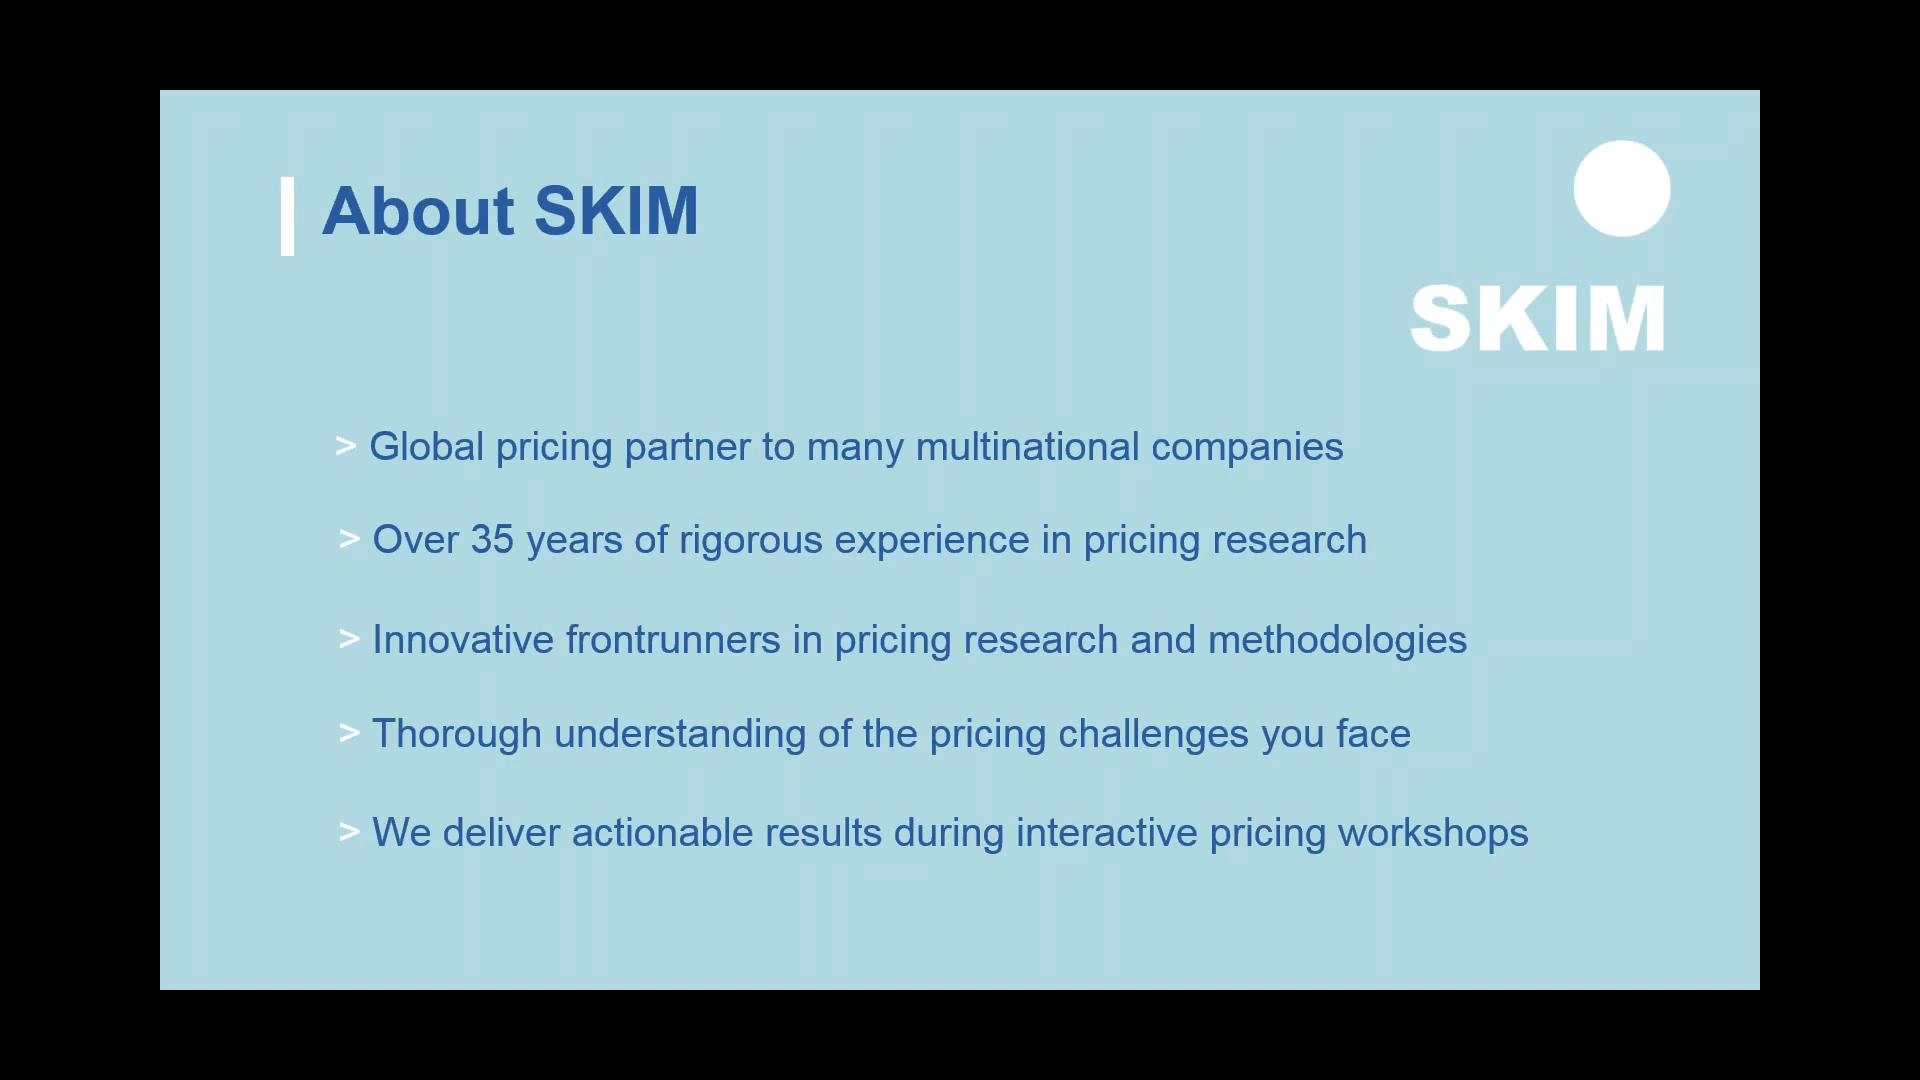 About SKIM
SKIM
> Global pricing partner to many multinational companies
> Over 35 years of rigorous experience in pricing research
> Innovative frontrunners in pricing research and methodologies
> Thorough understanding of the pricing challenges you face
> We deliver actionable results during interactive pricing workshops